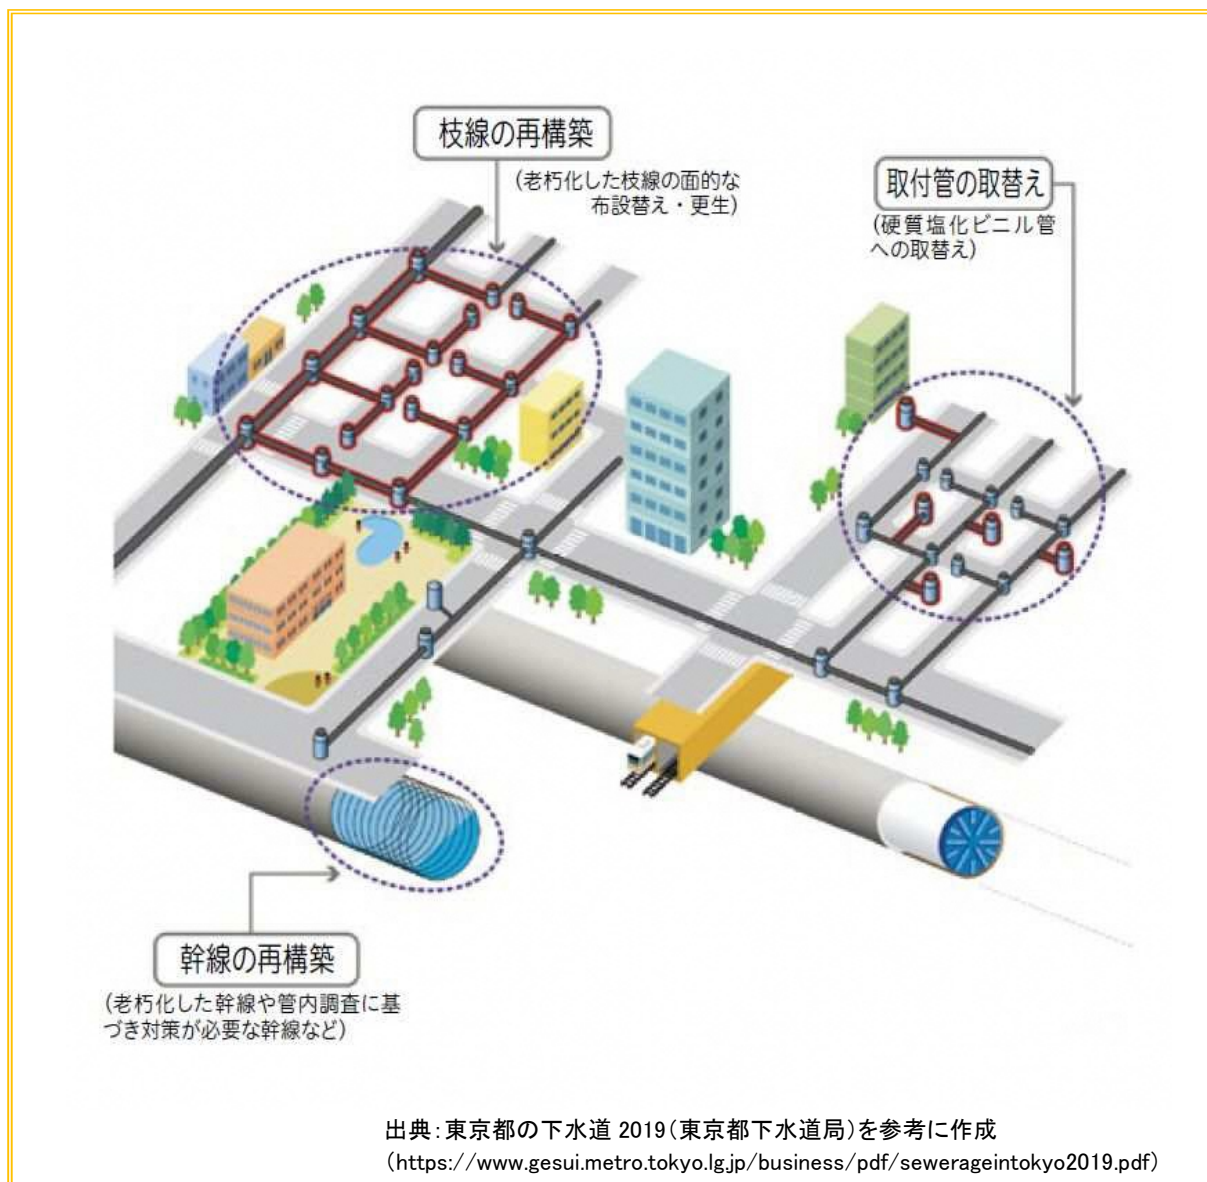 枝線の再構築
(老朽化した枝線の面的な
布設替え・更生)
取付管の取替え
(硬質塩化ビニル管
への取替え)
幹線の再構築
(老朽化した幹線や管内調査に基
づき対策が必要な幹線など)
出典：東京都の下水道 2019（東京都下水道局）を参考に作成
（https://www.gesui.metro.tokyo.lg.jp/business/pdf/sewerageintokyo2019.pdf）